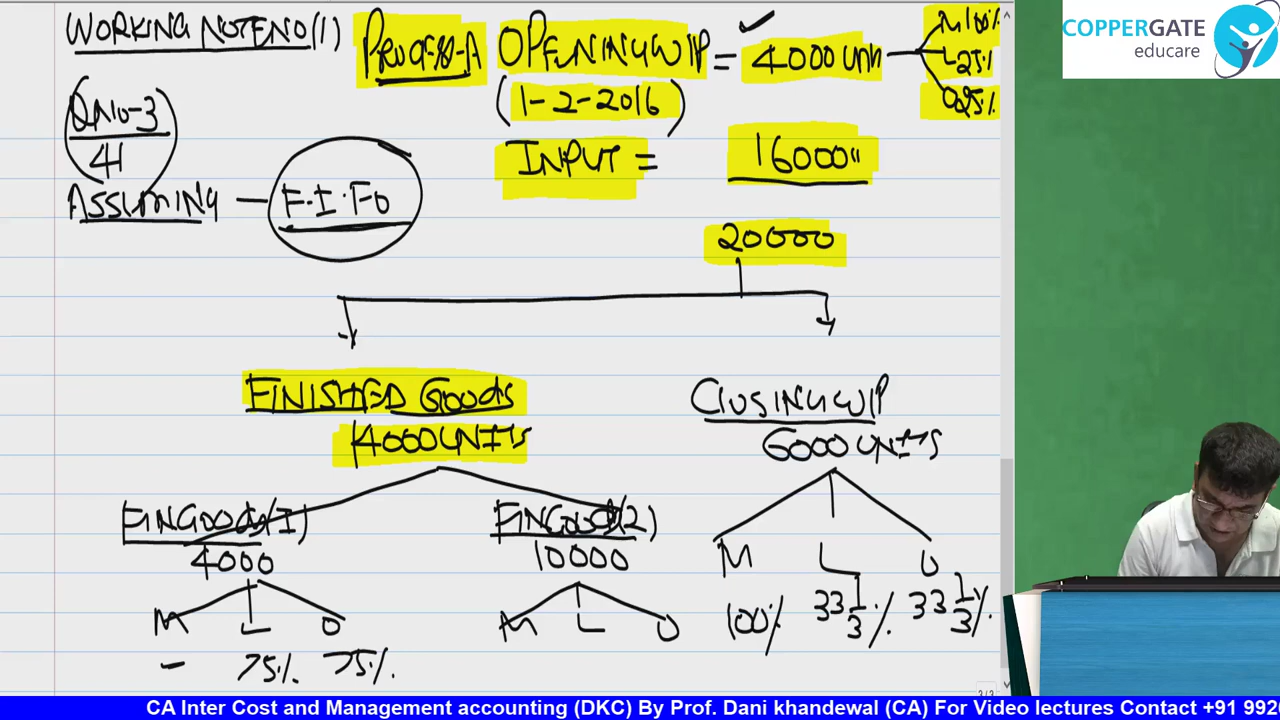 WORKING NOTE NO (1)
Q NO-3
41
ASSUMING - F.I.FO
PROCESS-A OPENING WIP = 4000 Units
M 100%
L 25%
O 25%
(1-2-2016)
INPUT = 16000 "
20000
FINISHED GOODS
14000 UNITS
CLOSING WIP
6000 UNITS
FIN GOODS (I)
4000
M L O
- 75% 75%
FIN GOOD (2)
10000
M L O
M L O
100% 33 1/3 % 33 1/3 %
COPPERGATE
educare
CA Inter Cost and Management accounting (DKC) By Prof. Dani khandewal (CA) For Video lectures Contact +91 992